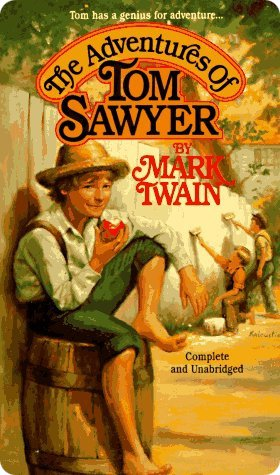 Tom has a genius for adventure...
The Adventures Of
TOM
SAWYER
BY
MARK
TWAIN
Complete
and Unabridged